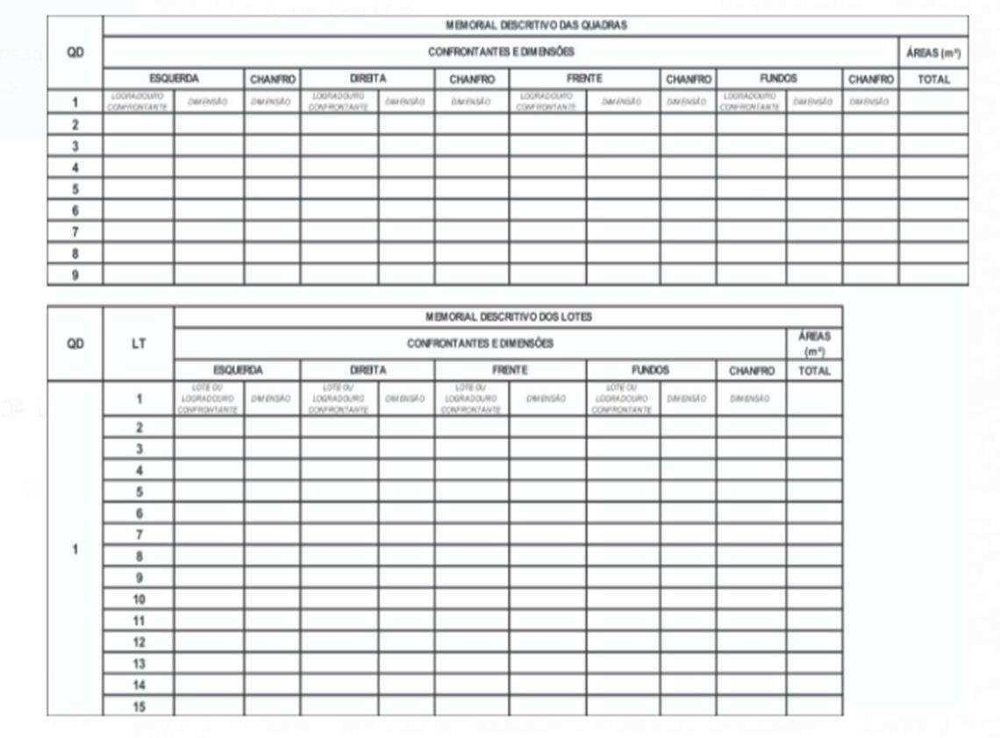 MEMORIAL DESCRITIVO DAS QUADRAS
QD
CONFRONTANTES E DIMENSÕES
ÁREAS (m²)
ESQUERDA CHANFRO DIREITA CHANFRO FRENTE CHANFRO FUNDOS CHANFRO TOTAL
1 LOGRADOURO CONFRONTANTE DIMENSÃO DIMENSÃO LOGRADOURO CONFRONTANTE DIMENSÃO DIMENSÃO LOGRADOURO CONFRONTANTE DIMENSÃO DIMENSÃO LOGRADOURO CONFRONTANTE DIMENSÃO DIMENSÃO
2
3
4
5
6
7
8
9
MEMORIAL DESCRITIVO DOS LOTES
QD LT
CONFRONTANTES E DIMENSÕES
ÁREAS (m²)
ESQUERDA DIREITA FRENTE FUNDOS CHANFRO TOTAL
1 LOTE OU LOGRADOURO CONFRONTANTE DIMENSÃO LOTE OU LOGRADOURO CONFRONTANTE DIMENSÃO LOTE OU LOGRADOURO CONFRONTANTE DIMENSÃO LOTE OU LOGRADOURO CONFRONTANTE DIMENSÃO DIMENSÃO
2
3
4
5
6
7
1
8
9
10
11
12
13
14
15